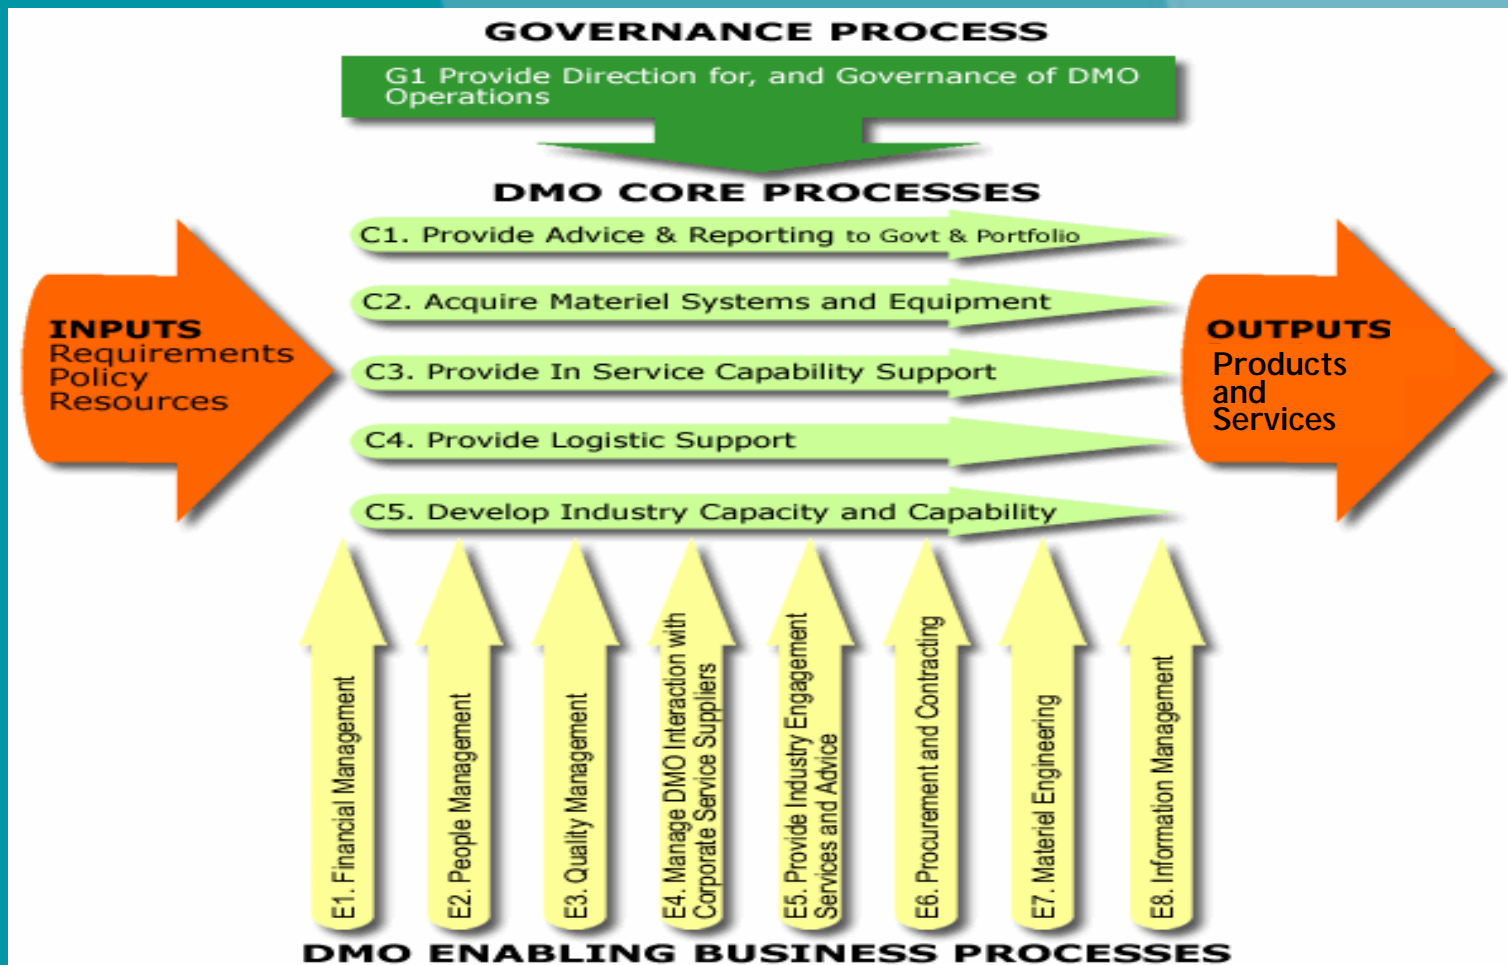 GOVERNANCE PROCESS
G1 Provide Direction for, and Governance of DMO
Operations
DMO CORE PROCESSES
C1. Provide Advice & Reporting to Govt & Portfolio
C2. Acquire Materiel Systems and Equipment
C3. Provide In Service Capability Support
C4. Provide Logistic Support
C5. Develop Industry Capacity and Capability
INPUTS
Requirements
Policy
Resources
OUTPUTS
Products
and
Services
E1. Financial Management
E2. People Management
E3. Quality Management
E4. Manage DMO Interaction with
Corporate Service Suppliers
E5. Provide Industry Engagement
Services and Advice
E6. Procurement and Contracting
E7. Materiel Engineering
E8. Information Management
DMO ENABLING BUSINESS PROCESSES